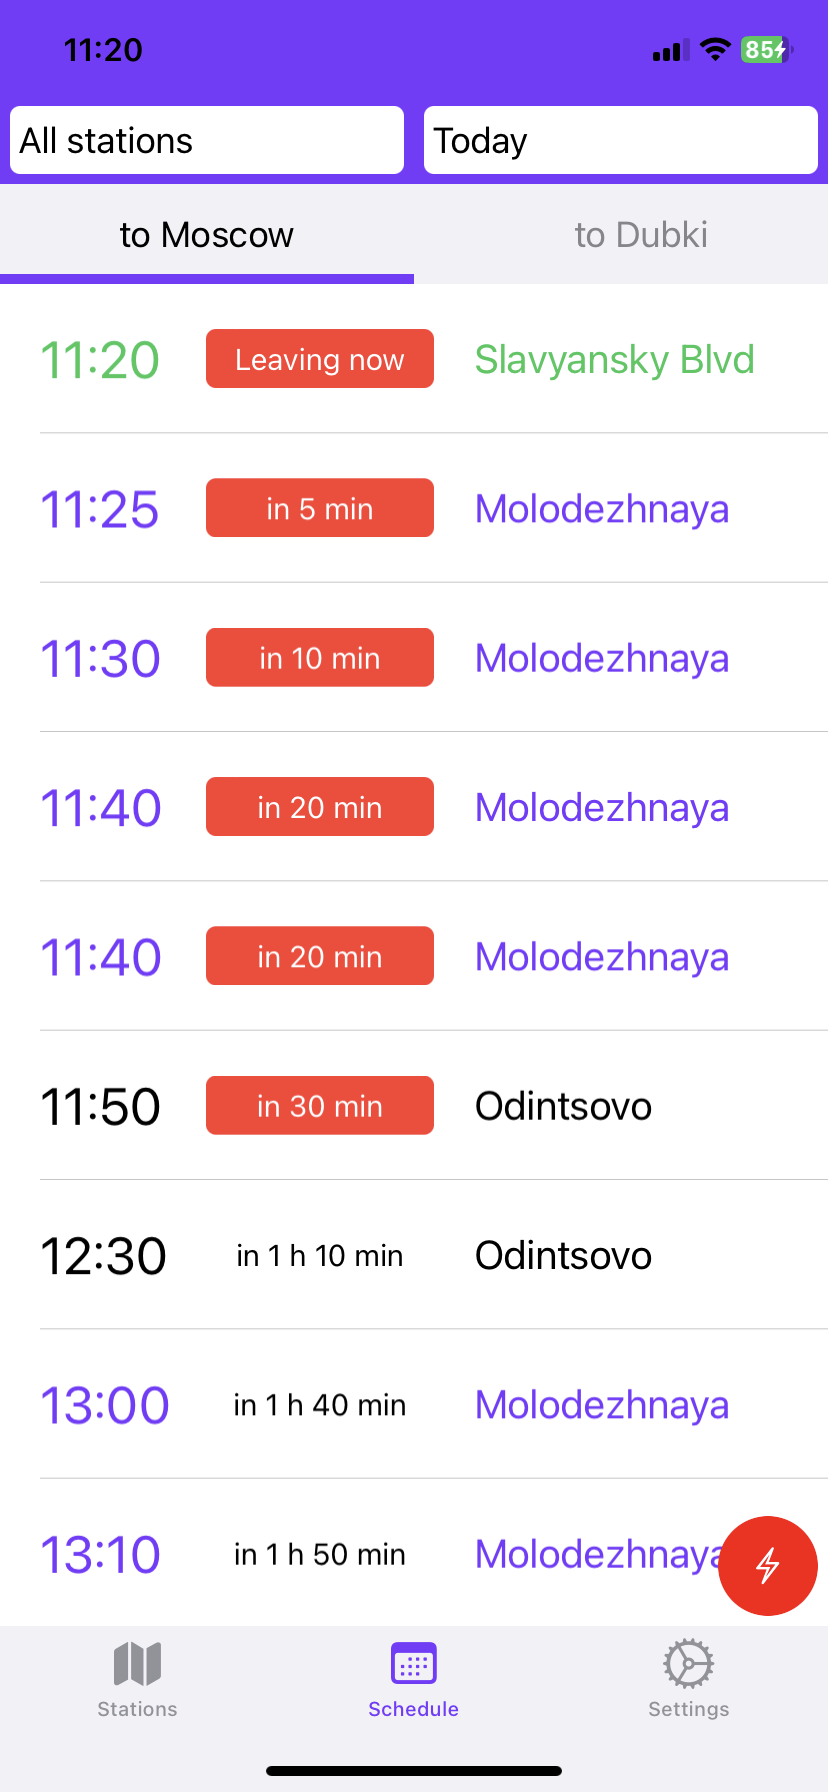 11:20
85
All stations
Today
to Moscow
to Dubki
11:20 Leaving now Slavyansky Blvd
11:25 in 5 min Molodezhnaya
11:30 in 10 min Molodezhnaya
11:40 in 20 min Molodezhnaya
11:40 in 20 min Molodezhnaya
11:50 in 30 min Odintsovo
12:30 in 1 h 10 min Odintsovo
13:00 in 1 h 40 min Molodezhnaya
13:10 in 1 h 50 min Molodezhnaya
Stations
Schedule
Settings